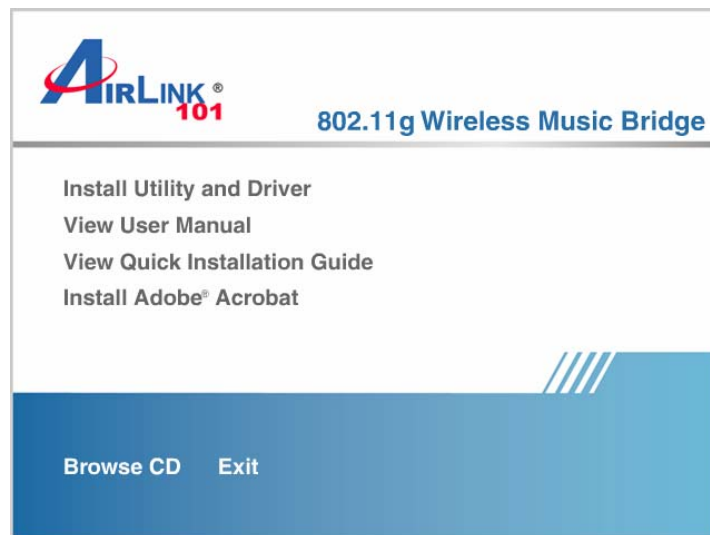 AIRLINK ®
101
802.11g Wireless Music Bridge
Install Utility and Driver
View User Manual
View Quick Installation Guide
Install Adobe® Acrobat
Browse CD Exit